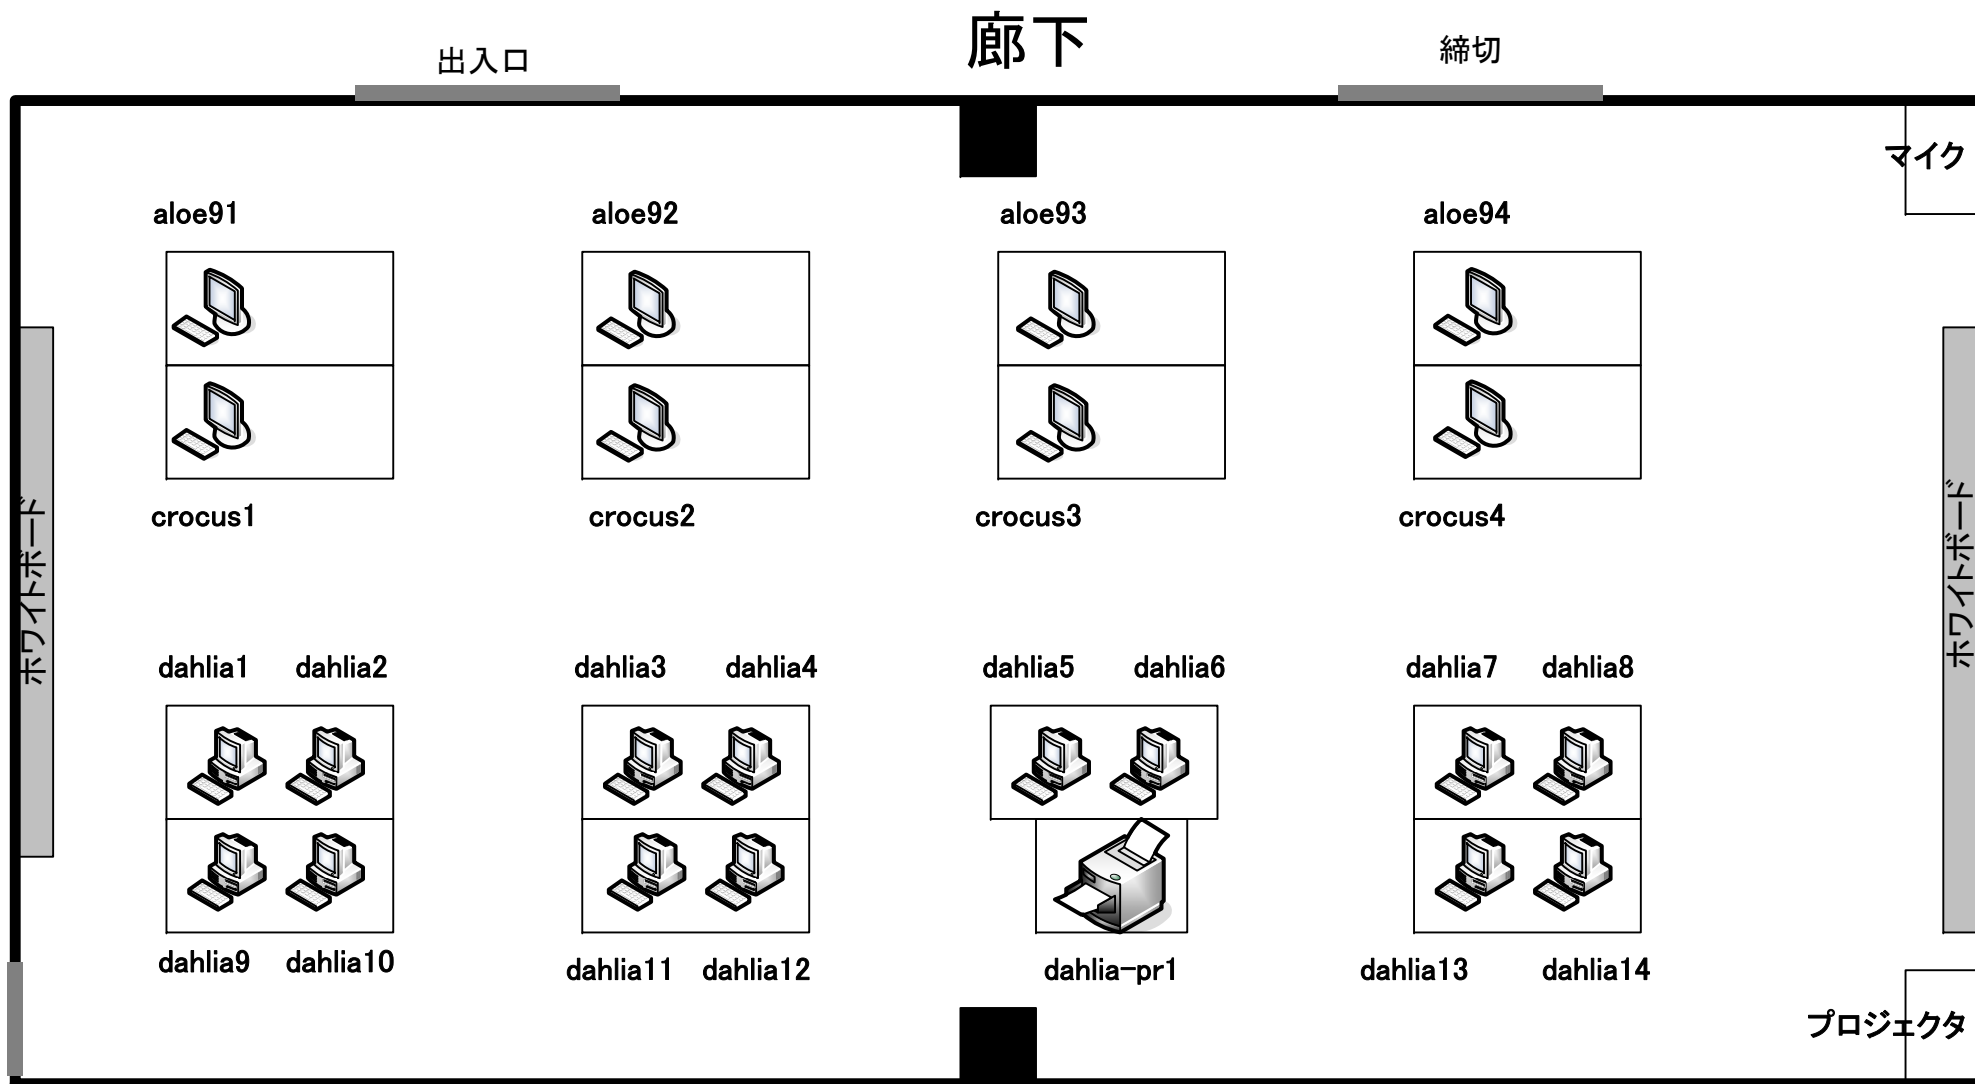 廊下
出入口
締切
マイク
aloe91 aloe92 aloe93 aloe94
crocus1 crocus2 crocus3 crocus4
ホワイトボード
ホワイトボード
dahlia1 dahlia2 dahlia3 dahlia4 dahlia5 dahlia6 dahlia7 dahlia8
dahlia9 dahlia10 dahlia11 dahlia12 dahlia-pr1 dahlia13 dahlia14
プロジェクタ